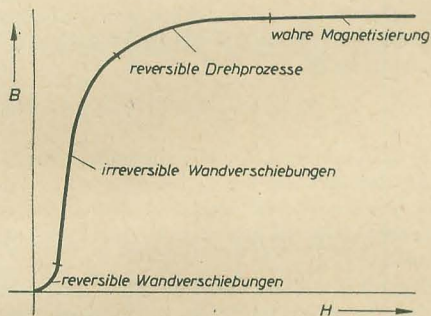 wahre Magnetisierung
reversible Drehprozesse
B
irreversible Wandverschiebungen
reversible Wandverschiebungen
H